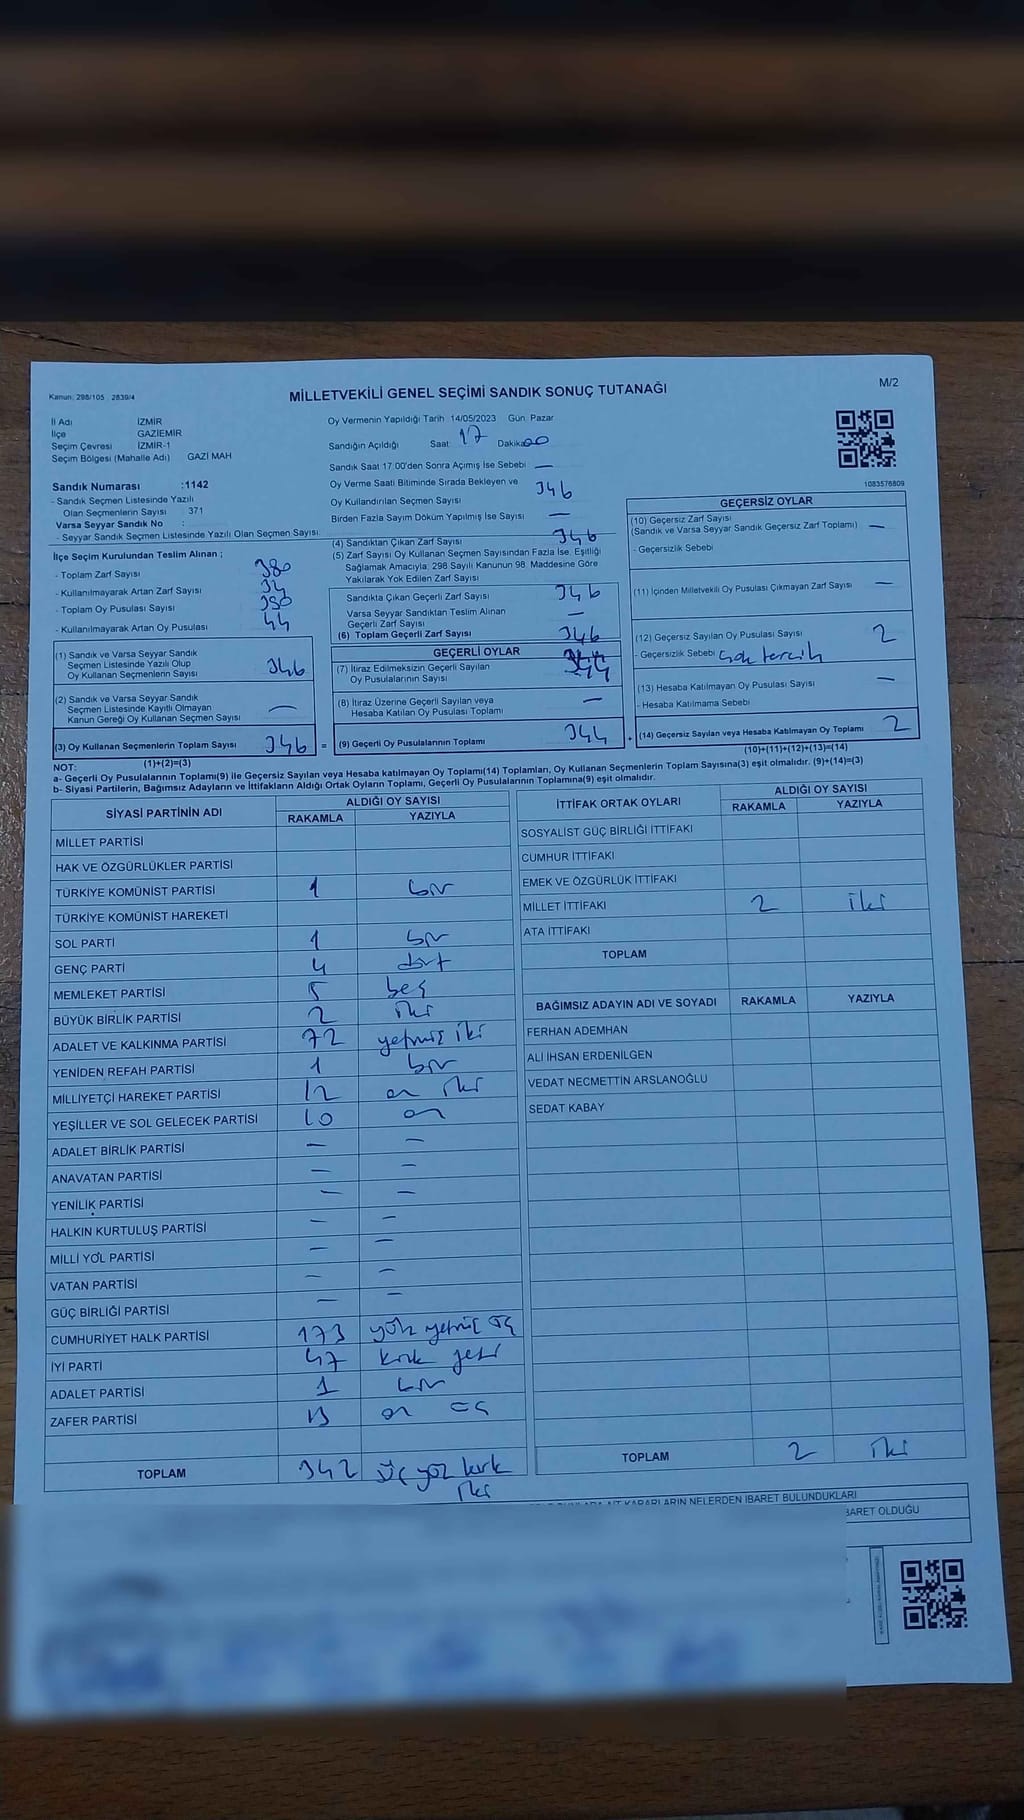 Kanun: 298/105 , 2839/4
MİLLETVEKİLİ GENEL SEÇİMİ SANDIK SONUÇ TUTANAĞI
M/2
İl Adı İZMİR
İlçe GAZİEMİR
Seçim Çevresi İZMİR-1
Seçim Bölgesi (Mahalle Adı) GAZİ MAH
Sandık Numarası :1142
- Sandık Seçmen Listesinde Yazılı
Olan Seçmenlerin Sayısı : 371
Varsa Seyyar Sandık No :
- Seyyar Sandık Seçmen Listesinde Yazılı Olan Seçmen Sayısı
Oy Vermenin Yapıldığı Tarih 14/05/2023 Gün Pazar
Sandığın Açıldığı Saat 17 Dakika 00
Sandık Saat 17.00'den Sonra Açımış İse Sebebi —
Oy Verme Saati Bitiminde Sırada Bekleyen ve
Oy Kullandırılan Seçmen Sayısı 346
Birden Fazla Sayım Döküm Yapılmış İse Sayısı —
1083576809
İlçe Seçim Kurulundan Teslim Alınan ;
- Toplam Zarf Sayısı 380
- Kullanılmayarak Artan Zarf Sayısı 34
- Toplam Oy Pusulası Sayısı
- Kullanılmayarak Artan Oy Pusulası 44
(1) Sandık ve Varsa Seyyar Sandık
Seçmen Listesinde Yazılı Olup
Oy Kullanan Seçmenlerin Sayısı 346
(2) Sandık ve Varsa Seyyar Sandık
Seçmen Listesinde Kayıtlı Olmayan
Kanun Gereği Oy Kullanan Seçmen Sayısı —
(3) Oy Kullanan Seçmenlerin Toplam Sayısı 346
(1)+(2)=(3)
(4) Sandıktan Çıkan Zarf Sayısı 346
(5) Zarf Sayısı Oy Kullanan Seçmen Sayısından Fazla İse, Eşitliği
Sağlamak Amacıyla, 298 Sayılı Kanunun 98. Maddesine Göre
Yakılarak Yok Edilen Zarf Sayısı
Sandıkta Çıkan Geçerli Zarf Sayısı 346
Varsa Seyyar Sandıktan Teslim Alınan
Geçerli Zarf Sayısı —
(6) Toplam Geçerli Zarf Sayısı 346
GEÇERLİ OYLAR
(7) İtiraz Edilmeksizin Geçerli Sayılan
Oy Pusulalarının Sayısı 344
(8) İtiraz Üzerine Geçerli Sayılan veya
Hesaba Katılan Oy Pusulası Toplamı —
= (9) Geçerli Oy Pusulalarının Toplamı 344
GEÇERSİZ OYLAR
(10) Geçersiz Zarf Sayısı
(Sandık ve Varsa Seyyar Sandık Geçersiz Zarf Toplamı) —
- Geçersizlik Sebebi
(11) İçinden Milletvekili Oy Pusulası Çıkmayan Zarf Sayısı —
(12) Geçersiz Sayılan Oy Pusulası Sayısı 2
- Geçersizlik Sebebi Çok tercih
(13) Hesaba Katılmayan Oy Pusulası Sayısı —
- Hesaba Katılmama Sebebi
+ (14) Geçersiz Sayılan veya Hesaba Katılmayan Oy Toplamı 2
(10)+(11)+(12)+(13)=(14)
NOT:
a- Geçerli Oy Pusulalarının Toplamı(9) ile Geçersiz Sayılan veya Hesaba katılmayan Oy Toplamı(14) Toplamları, Oy Kullanan Seçmenlerin Toplam Sayısına(3) eşit olmalıdır. (9)+(14)=(3)
b- Siyasi Partilerin, Bağımsız Adayların ve İttifakların Aldığı Ortak Oyların Toplamı, Geçerli Oy Pusulalarının Toplamına(9) eşit olmalıdır.
SİYASİ PARTİNİN ADI ALDIĞI OY SAYISI
RAKAMLA YAZIYLA
MİLLET PARTİSİ
HAK VE ÖZGÜRLÜKLER PARTİSİ
TÜRKİYE KOMÜNİST PARTİSİ 1 bir
TÜRKİYE KOMÜNİST HAREKETİ
SOL PARTİ 1 bir
GENÇ PARTİ 4 dört
MEMLEKET PARTİSİ 5 beş
BÜYÜK BİRLİK PARTİSİ 2 iki
ADALET VE KALKINMA PARTİSİ 72 yetmiş iki
YENİDEN REFAH PARTİSİ 1 bir
MİLLİYETÇİ HAREKET PARTİSİ 12 on iki
YEŞİLLER VE SOL GELECEK PARTİSİ 10 on
ADALET BİRLİK PARTİSİ — —
ANAVATAN PARTİSİ — —
YENİLİK PARTİSİ — —
HALKIN KURTULUŞ PARTİSİ — —
MİLLİ YOL PARTİSİ — —
VATAN PARTİSİ — —
GÜÇ BİRLİĞİ PARTİSİ — —
CUMHURİYET HALK PARTİSİ 173 yüz yetmiş üç
İYİ PARTİ 47 kırk yedi
ADALET PARTİSİ 1 bir
ZAFER PARTİSİ 13 on üç
TOPLAM 342 üç yüz kırk
iki
İTTİFAK ORTAK OYLARI ALDIĞI OY SAYISI
RAKAMLA YAZIYLA
SOSYALİST GÜÇ BİRLİĞİ İTTİFAKI
CUMHUR İTTİFAKI
EMEK VE ÖZGÜRLÜK İTTİFAKI
MİLLET İTTİFAKI 2 iki
ATA İTTİFAKI
TOPLAM
BAĞIMSIZ ADAYIN ADI VE SOYADI RAKAMLA YAZIYLA
FERHAN ADEMHAN
ALİ İHSAN ERDENİLGEN
VEDAT NECMETTİN ARSLANOĞLU
SEDAT KABAY
TOPLAM 2 iki
KARARLARIN NELERDEN İBARET BULUNDUKLARI
BARET OLDUĞU